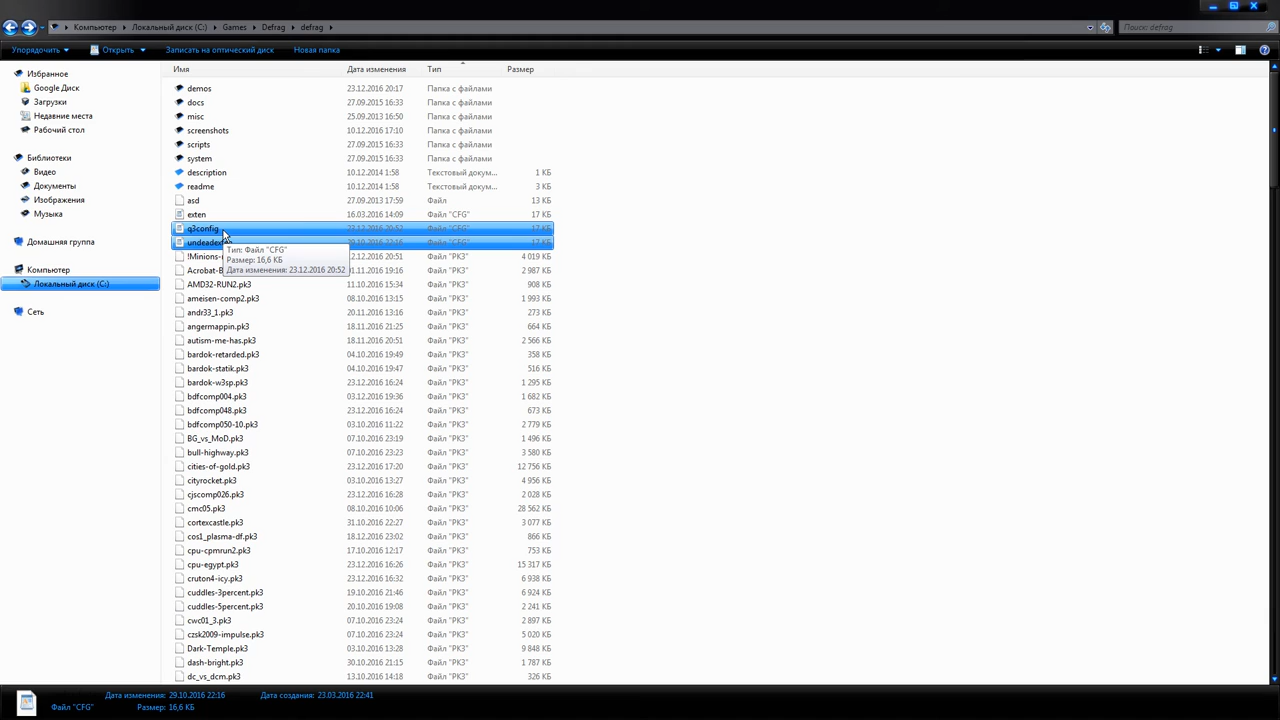 Компьютер ▸ Локальный диск (C:) ▸ Games ▸ Defrag ▸ defrag ▸ Поиск: defrag
Упорядочить Открыть Записать на оптический диск Новая папка
Имя Дата изменения Тип Размер
Избранное
Google Диск
Загрузки
Недавние места
Рабочий стол
Библиотеки
Видео
Документы
Изображения
Музыка
Домашняя группа
Компьютер
Локальный диск (C:)
Сеть
demos 23.12.2016 20:17 Папка с файлами
docs 27.09.2015 16:33 Папка с файлами
misc 25.09.2013 16:50 Папка с файлами
screenshots 10.12.2016 17:10 Папка с файлами
scripts 27.09.2015 16:33 Папка с файлами
system 27.09.2015 16:33 Папка с файлами
description 10.12.2014 1:58 Текстовый докум... 1 КБ
readme 10.12.2014 1:58 Текстовый докум... 3 КБ
asd 27.09.2013 17:59 Файл 13 КБ
exten 16.03.2016 14:09 Файл "CFG" 17 КБ
q3config 23.12.2016 20:52 Файл "CFG" 17 КБ
29.10.2016 22:16 Файл "CFG" 17 КБ
Тип: Файл "CFG"
Размер: 16,6 КБ
Дата изменения: 23.12.2016 20:52
20:51 Файл "PK3" 4 019 КБ
19:16 Файл "PK3" 2 987 КБ
AMD32-RUN2.pk3 11.10.2016 15:34 Файл "PK3" 908 КБ
ameisen-comp2.pk3 08.10.2016 13:15 Файл "PK3" 1 993 КБ
andr33_1.pk3 20.11.2016 13:16 Файл "PK3" 273 КБ
angermappin.pk3 18.11.2016 21:25 Файл "PK3" 664 КБ
autism-me-has.pk3 18.11.2016 20:51 Файл "PK3" 2 566 КБ
bardok-retarded.pk3 04.10.2016 19:49 Файл "PK3" 358 КБ
bardok-statik.pk3 04.10.2016 19:47 Файл "PK3" 516 КБ
bardok-w3sp.pk3 23.12.2016 16:24 Файл "PK3" 1 295 КБ
bdfcomp004.pk3 03.12.2016 19:36 Файл "PK3" 1 682 КБ
bdfcomp048.pk3 23.12.2016 16:24 Файл "PK3" 673 КБ
bdfcomp050-10.pk3 03.10.2016 11:22 Файл "PK3" 2 779 КБ
BG_vs_MoD.pk3 07.10.2016 23:19 Файл "PK3" 1 496 КБ
bull-highway.pk3 07.10.2016 23:23 Файл "PK3" 3 580 КБ
cities-of-gold.pk3 23.12.2016 17:20 Файл "PK3" 12 756 КБ
cityrocket.pk3 03.10.2016 13:27 Файл "PK3" 4 956 КБ
cjscomp026.pk3 23.12.2016 16:28 Файл "PK3" 2 028 КБ
cmc05.pk3 08.10.2016 10:06 Файл "PK3" 28 562 КБ
cortexcastle.pk3 31.10.2016 22:27 Файл "PK3" 3 077 КБ
cos1_plasma-df.pk3 18.12.2016 23:02 Файл "PK3" 866 КБ
cpu-cpmrun2.pk3 17.10.2016 12:17 Файл "PK3" 753 КБ
cpu-egypt.pk3 23.12.2016 16:26 Файл "PK3" 15 317 КБ
cruton4-icy.pk3 23.12.2016 16:32 Файл "PK3" 6 938 КБ
cuddles-3percent.pk3 19.10.2016 21:46 Файл "PK3" 6 924 КБ
cuddles-5percent.pk3 20.10.2016 19:08 Файл "PK3" 2 241 КБ
cwc01_3.pk3 07.10.2016 23:24 Файл "PK3" 2 897 КБ
czsk2009-impulse.pk3 07.10.2016 23:24 Файл "PK3" 5 020 КБ
Dark-Temple.pk3 03.10.2016 13:28 Файл "PK3" 9 848 КБ
dash-bright.pk3 30.10.2016 21:15 Файл "PK3" 1 787 КБ
dc_vs_dcm.pk3 13.10.2016 14:18 Файл "PK3" 326 КБ
Дата изменения: 29.10.2016 22:16 Дата создания: 23.03.2016 22:41
Файл "CFG" Размер: 16,6 КБ